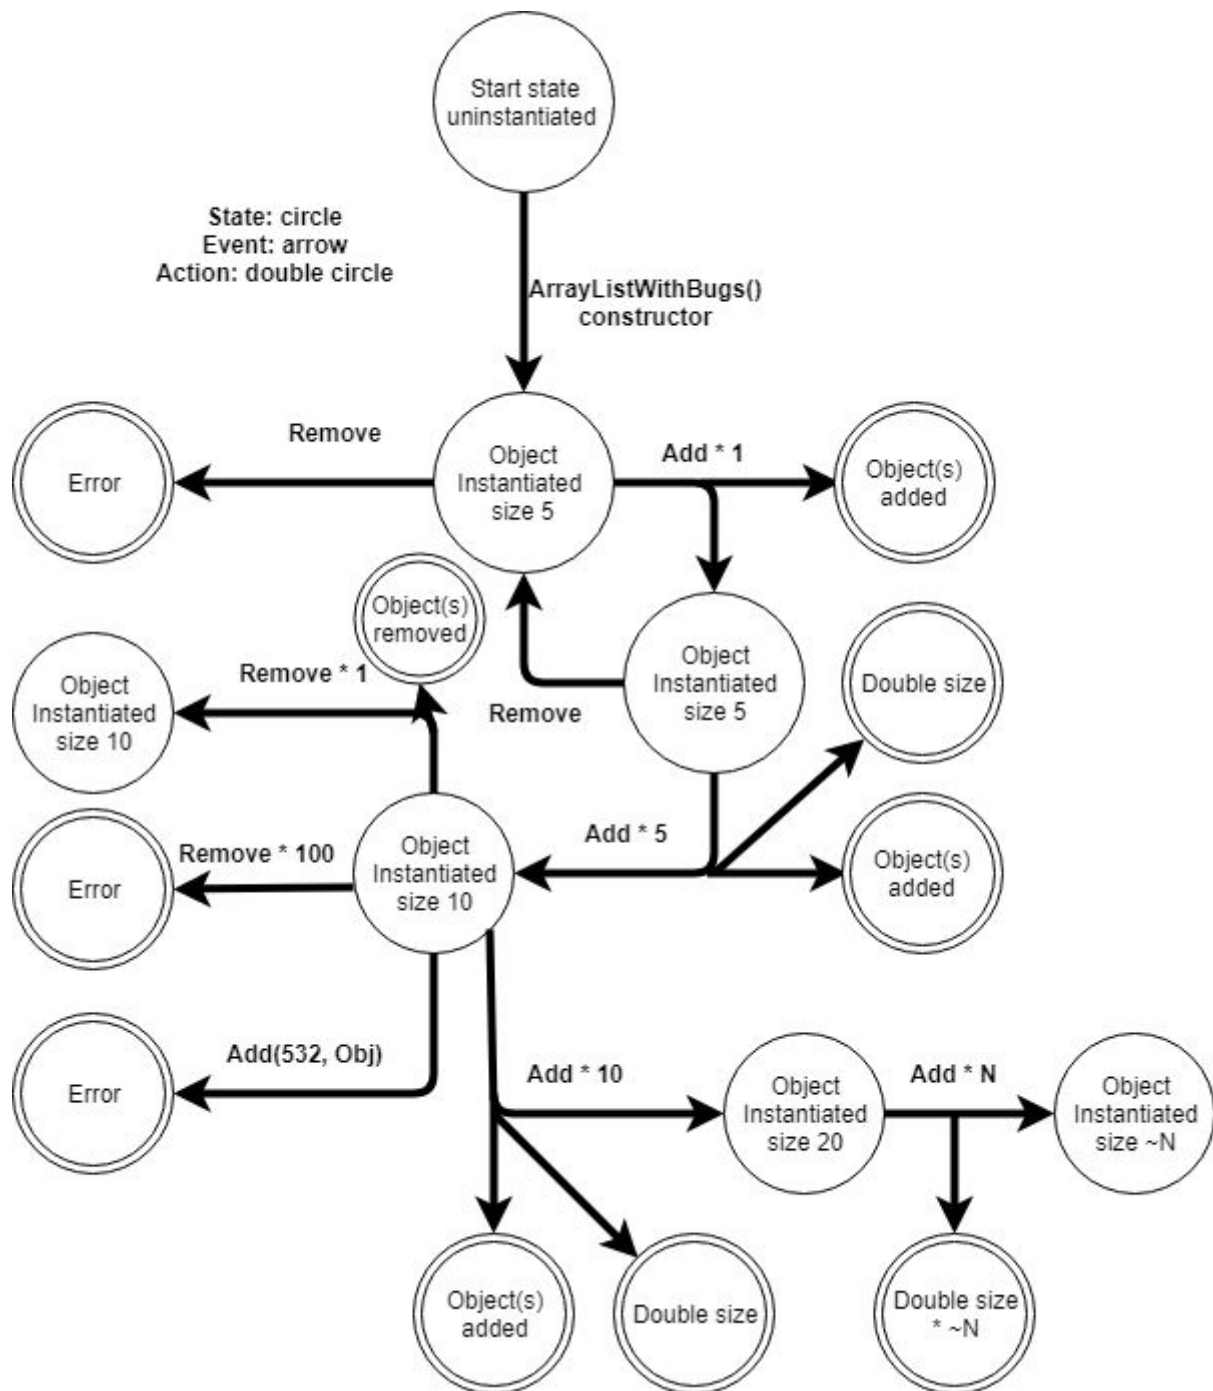 Start state
uninstantiated
State: circle
Event: arrow
Action: double circle
ArrayListWithBugs()
constructor
Remove
Error
Object
Instantiated
size 5
Add * 1
Object(s)
added
Object(s)
removed
Remove * 1
Object
Instantiated
size 10
Remove
Object
Instantiated
size 5
Double size
Remove * 100
Error
Object
Instantiated
size 10
Add * 5
Object(s)
added
Add(532, Obj)
Error
Add * 10
Object
Instantiated
size 20
Add * N
Object
Instantiated
size ~N
Object(s)
added
Double size
Double size
* ~N